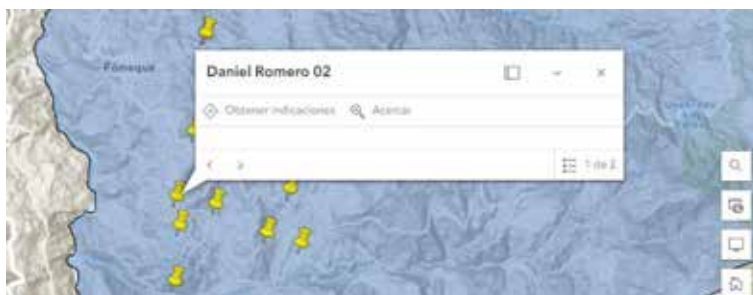 Fómeque
Daniel Romero 02
Obtener indicaciones
Acercar
1 de 2